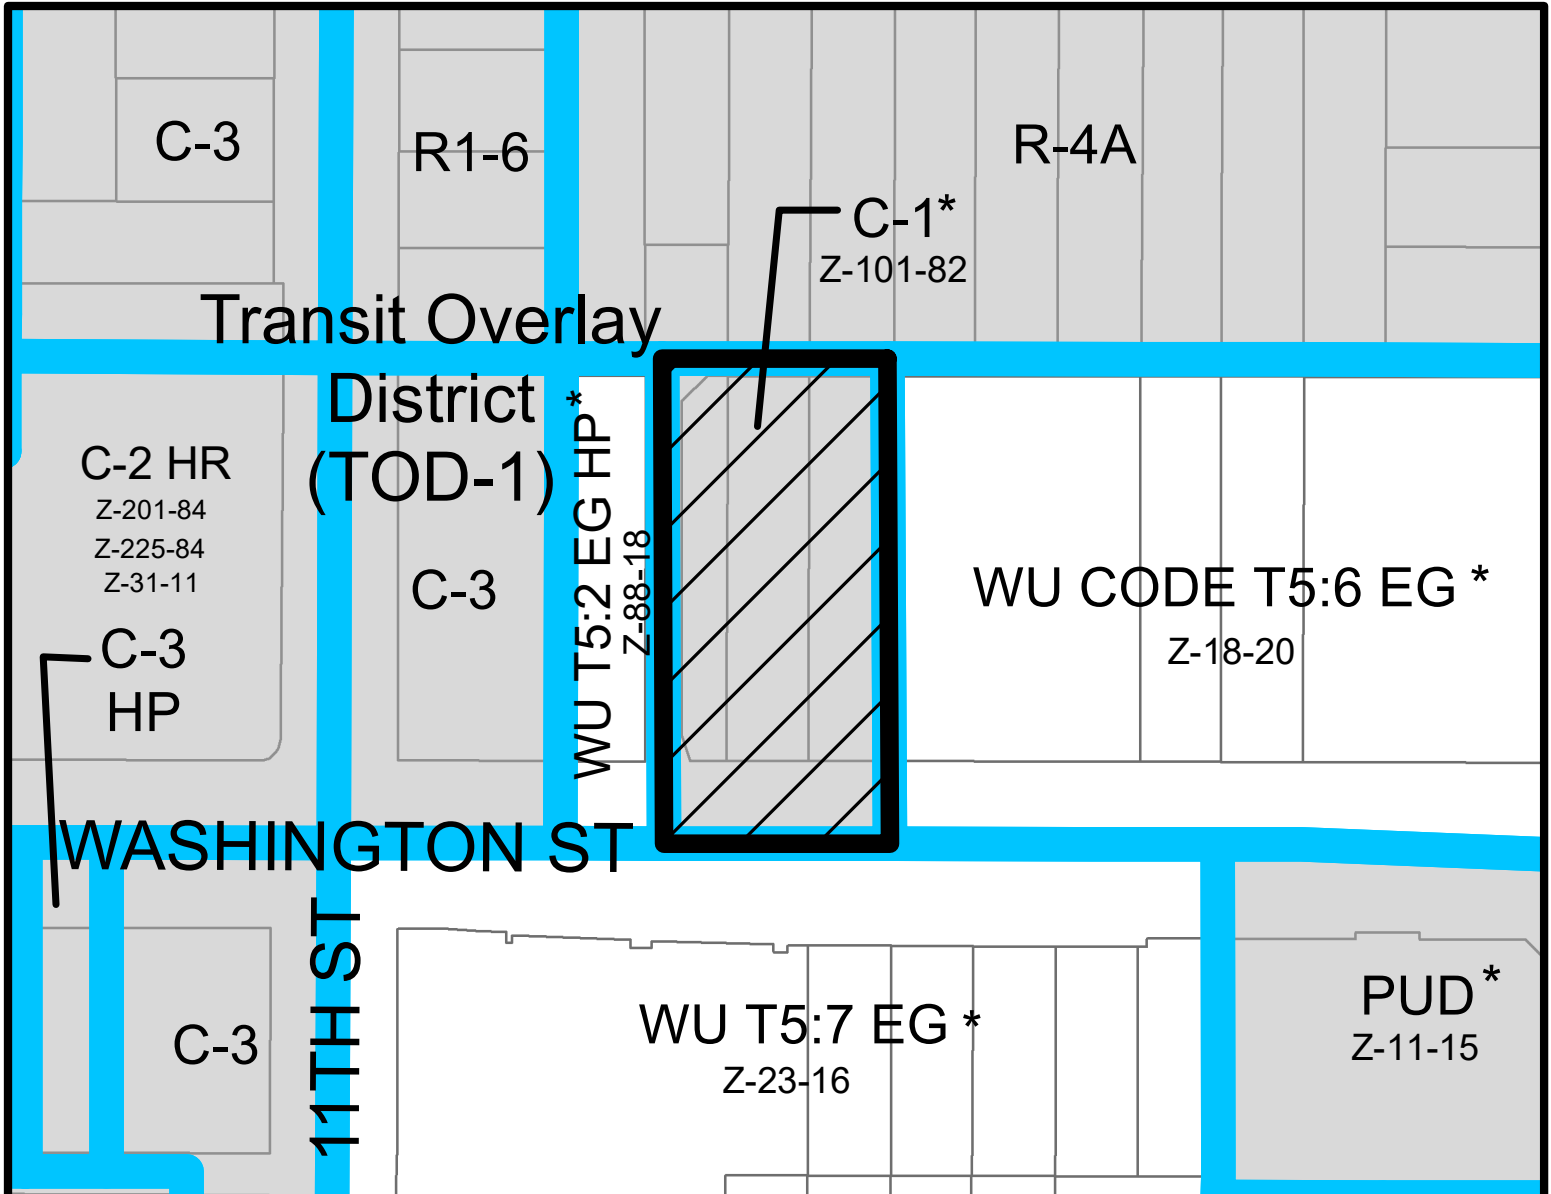 C-3
R1-6
R-4A
C-1*
Z-101-82
Transit Overlay
District
(TOD-1)
C-2 HR
Z-201-84
Z-225-84
Z-31-11
C-3
HP
C-3
WU T5:2 EG HP *
Z-88-18
WU CODE T5:6 EG *
Z-18-20
WASHINGTON ST
11TH ST
C-3
WU T5:7 EG *
Z-23-16
PUD *
Z-11-15